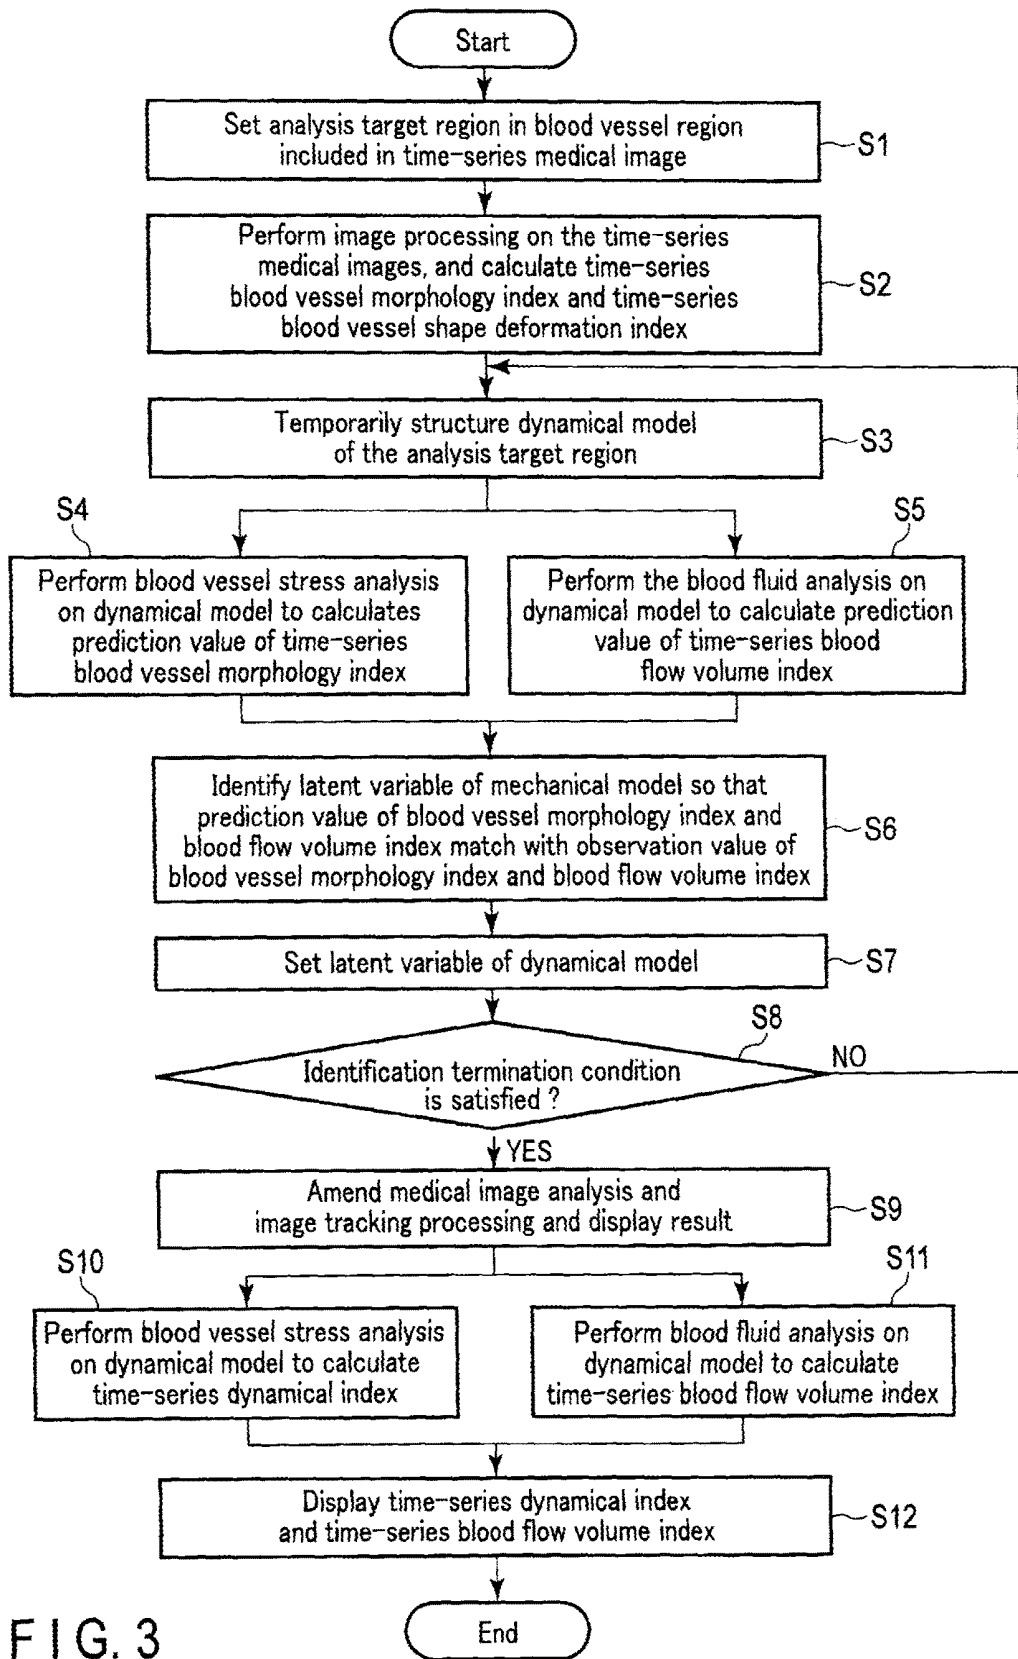 Start
Set analysis target region in blood vessel region
included in time-series medical image
S1
Perform image processing on the time-series
medical images, and calculate time-series
blood vessel morphology index and time-series
blood vessel shape deformation index
S2
Temporarily structure dynamical model
of the analysis target region
S3
S4
Perform blood vessel stress analysis
on dynamical model to calculates
prediction value of time-series
blood vessel morphology index
S5
Perform the blood fluid analysis on
dynamical model to calculate prediction
value of time-series blood
flow volume index
Identify latent variable of mechanical model so that
prediction value of blood vessel morphology index and
blood flow volume index match with observation value of
blood vessel morphology index and blood flow volume index
S6
Set latent variable of dynamical model
S7
S8
Identification termination condition
is satisfied ?
NO
YES
Amend medical image analysis and
image tracking processing and display result
S9
S10
Perform blood vessel stress analysis
on dynamical model to calculate
time-series dynamical index
S11
Perform blood fluid analysis on
dynamical model to calculate
time-series blood flow volume index
Display time-series dynamical index
and time-series blood flow volume index
S12
End
FIG. 3